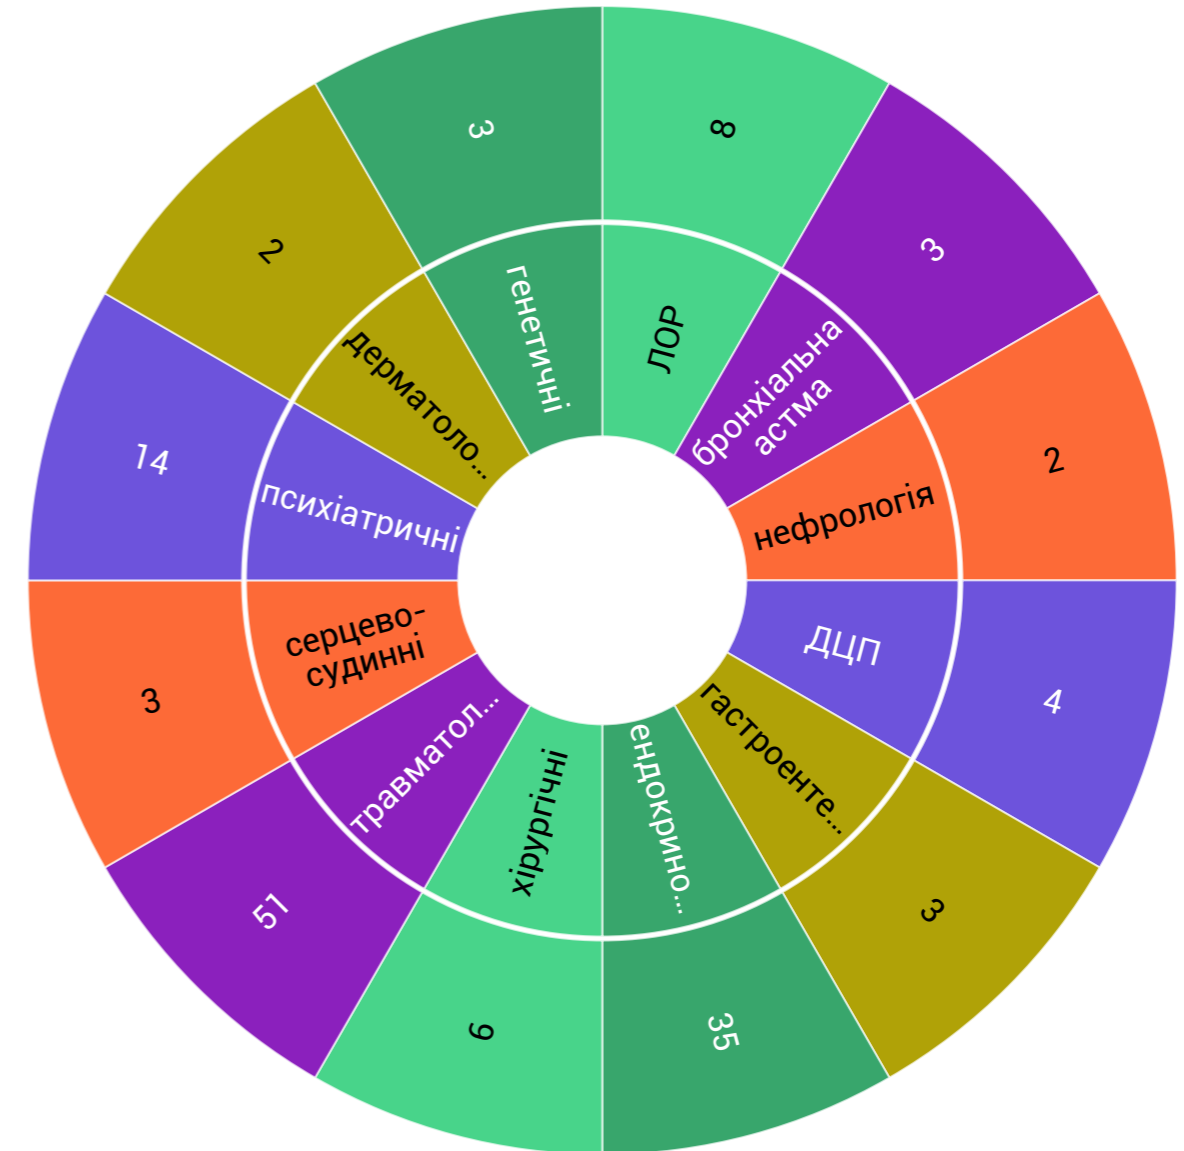 ЛОР
8
бронхіальна
астма
3
нефрологія
2
ДЦП
4
гастроенте...
3
ендокрино...
35
хірургічні
6
травматол...
51
серцево-
судинні
3
психіатричні
14
дерматоло...
2
генетичні
3